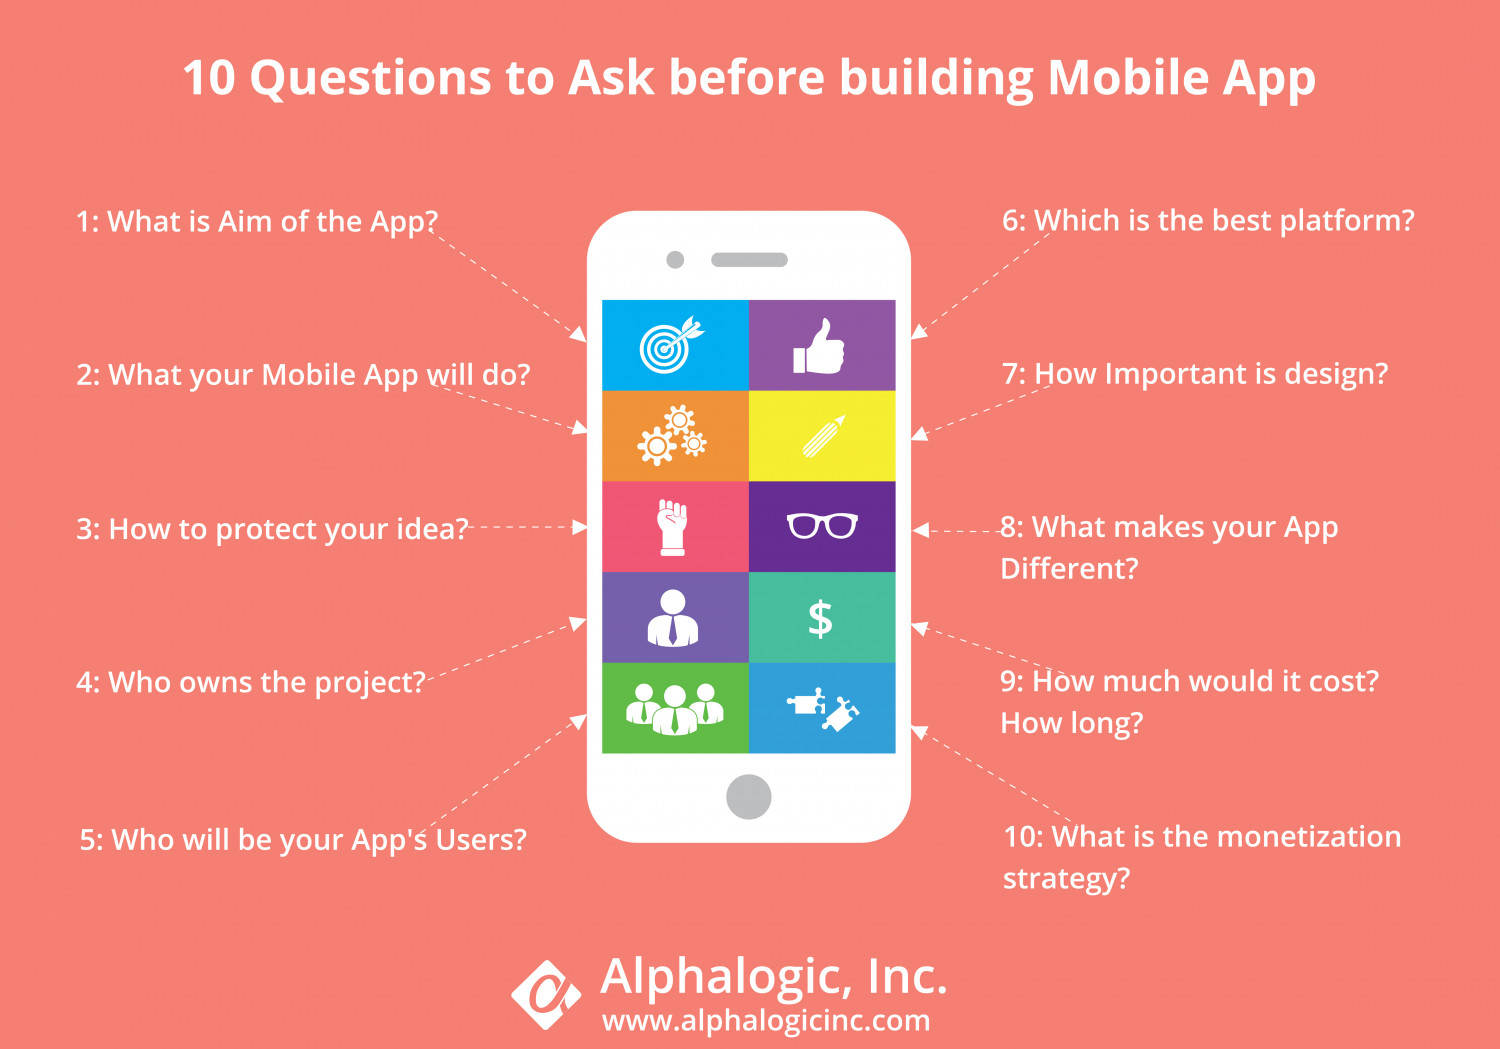 10 Questions to Ask before building Mobile App
1: What is Aim of the App?
2: What your Mobile App will do?
3: How to protect your idea?
4: Who owns the project?
5: Who will be your App's Users?
6: Which is the best platform?
7: How Important is design?
8: What makes your App
Different?
9: How much would it cost?
How long?
10: What is the monetization
strategy?
$
Alphalogic, Inc.
www.alphalogicinc.com